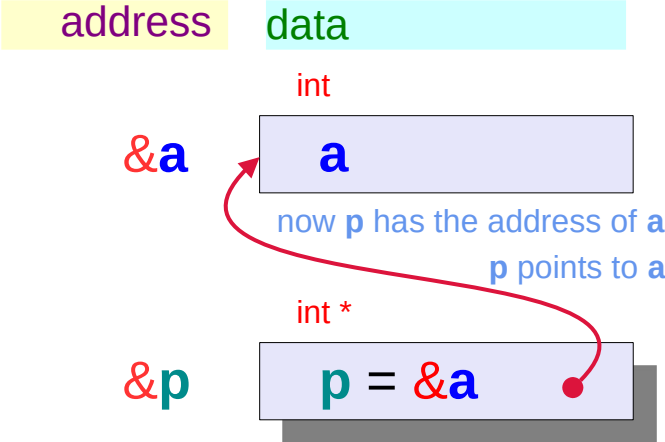 address data
int
&a a
now p has the address of a
p points to a
int *
&p p = &a